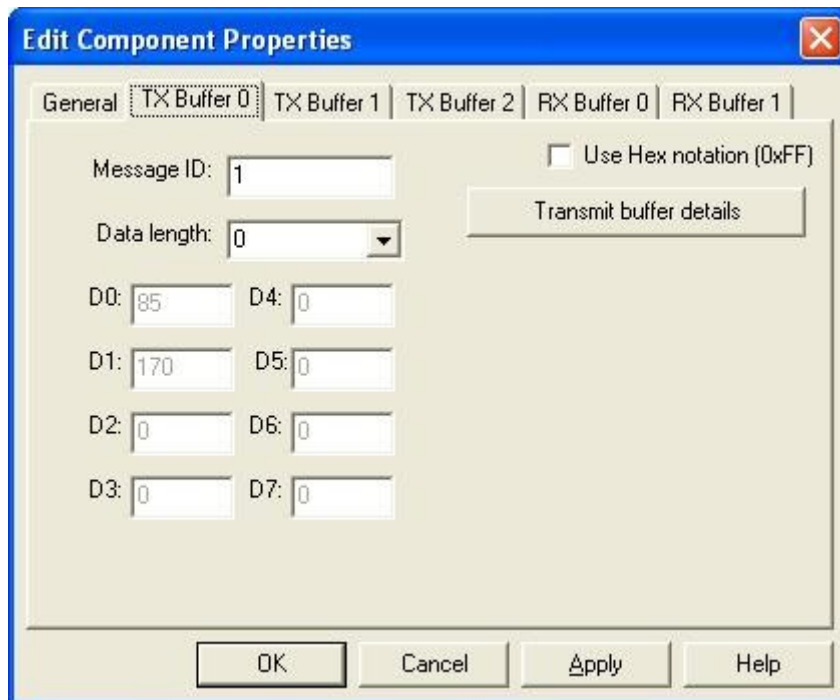 Edit Component Properties
General TX Buffer 0 TX Buffer 1 TX Buffer 2 RX Buffer 0 RX Buffer 1
Message ID: 1 Use Hex notation (0xFF)
Data length: 0 Transmit buffer details
D0: 85 D4: 0
D1: 170 D5: 0
D2: 0 D6: 0
D3: 0 D7: 0
OK Cancel Apply Help